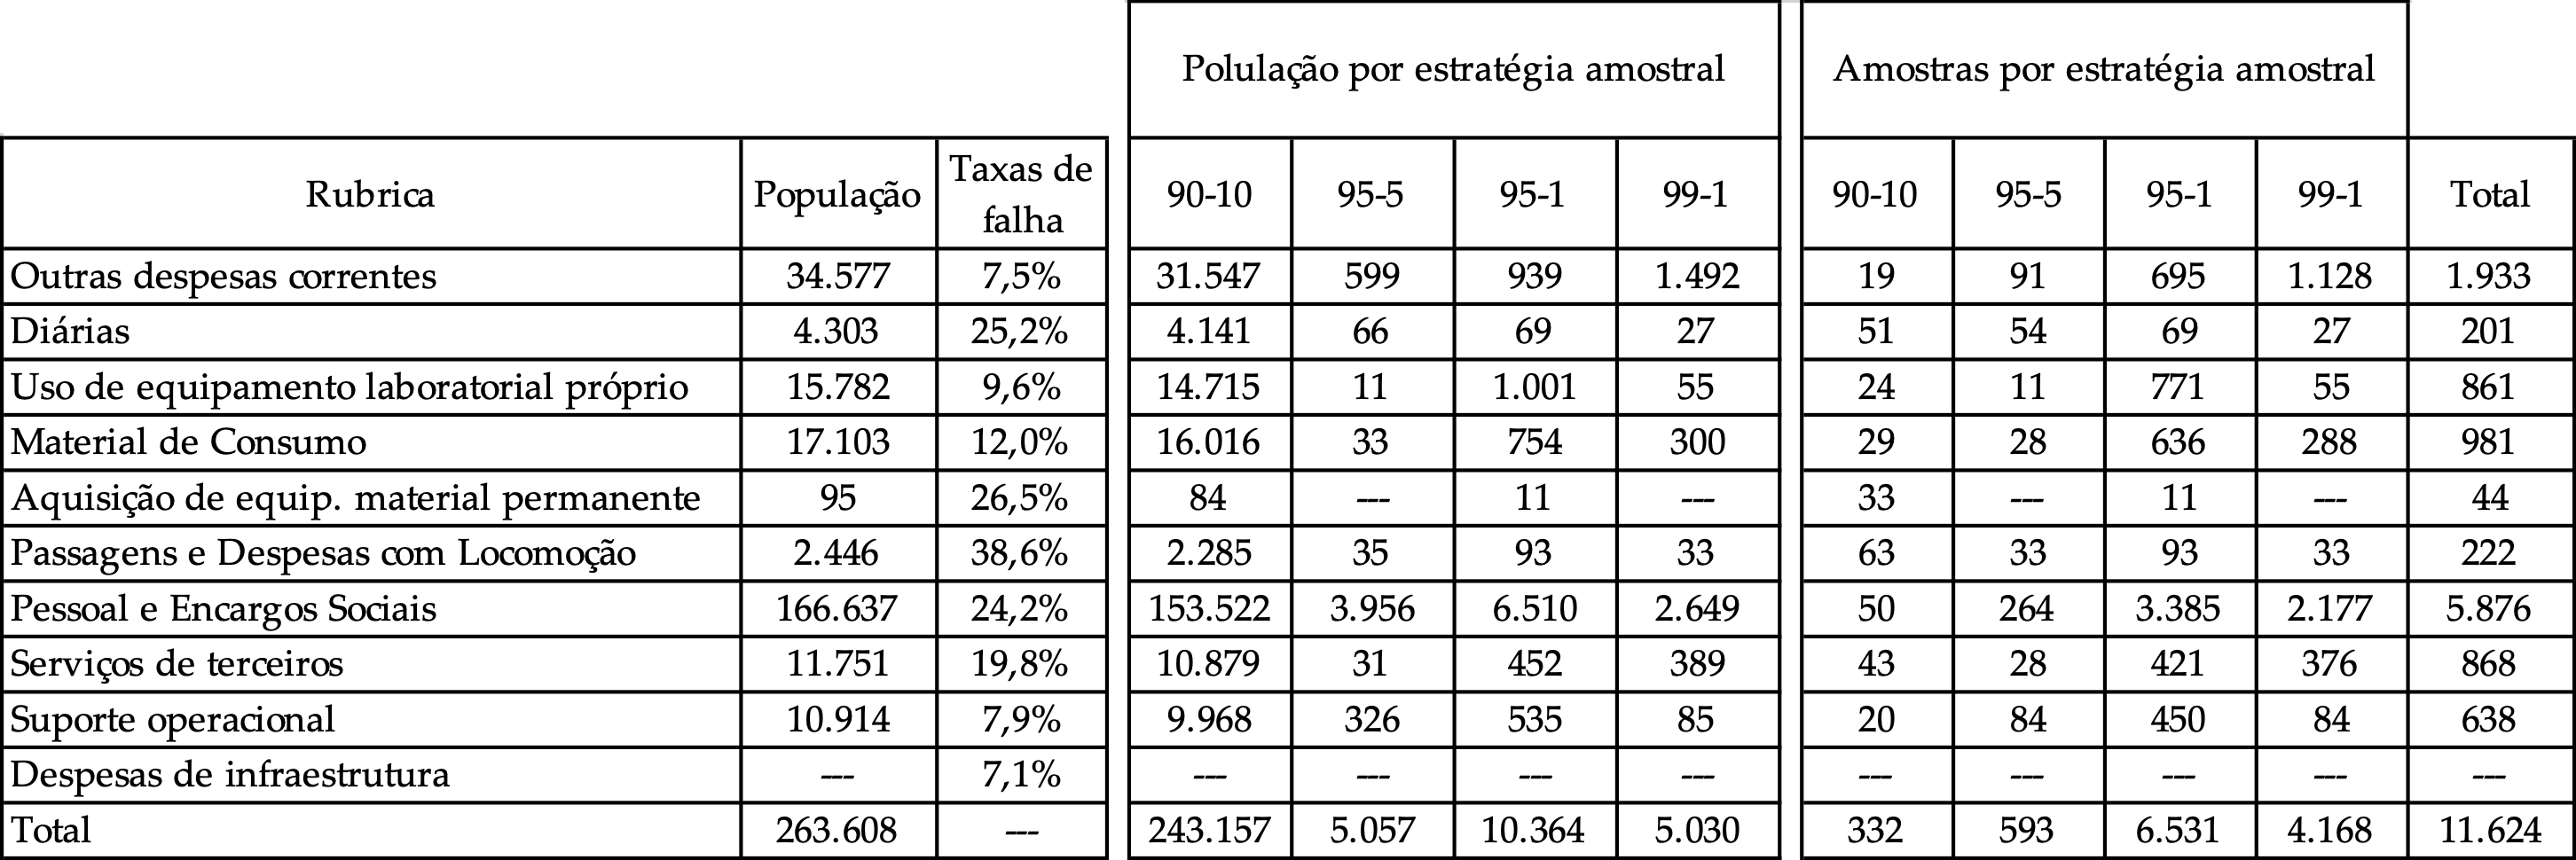 Polulação por estratégia amostral Amostras por estratégia amostral
Rubrica População Taxas de falha 90-10 95-5 95-1 99-1 90-10 95-5 95-1 99-1 Total
Outras despesas correntes 34.577 7,5% 31.547 599 939 1.492 19 91 695 1.128 1.933
Diárias 4.303 25,2% 4.141 66 69 27 51 54 69 27 201
Uso de equipamento laboratorial próprio 15.782 9,6% 14.715 11 1.001 55 24 11 771 55 861
Material de Consumo 17.103 12,0% 16.016 33 754 300 29 28 636 288 981
Aquisição de equip. material permanente 95 26,5% 84 --- 11 --- 33 --- 11 --- 44
Passagens e Despesas com Locomoção 2.446 38,6% 2.285 35 93 33 63 33 93 33 222
Pessoal e Encargos Sociais 166.637 24,2% 153.522 3.956 6.510 2.649 50 264 3.385 2.177 5.876
Serviços de terceiros 11.751 19,8% 10.879 31 452 389 43 28 421 376 868
Suporte operacional 10.914 7,9% 9.968 326 535 85 20 84 450 84 638
Despesas de infraestrutura --- 7,1% --- --- --- --- --- --- --- --- ---
Total 263.608 --- 243.157 5.057 10.364 5.030 332 593 6.531 4.168 11.624